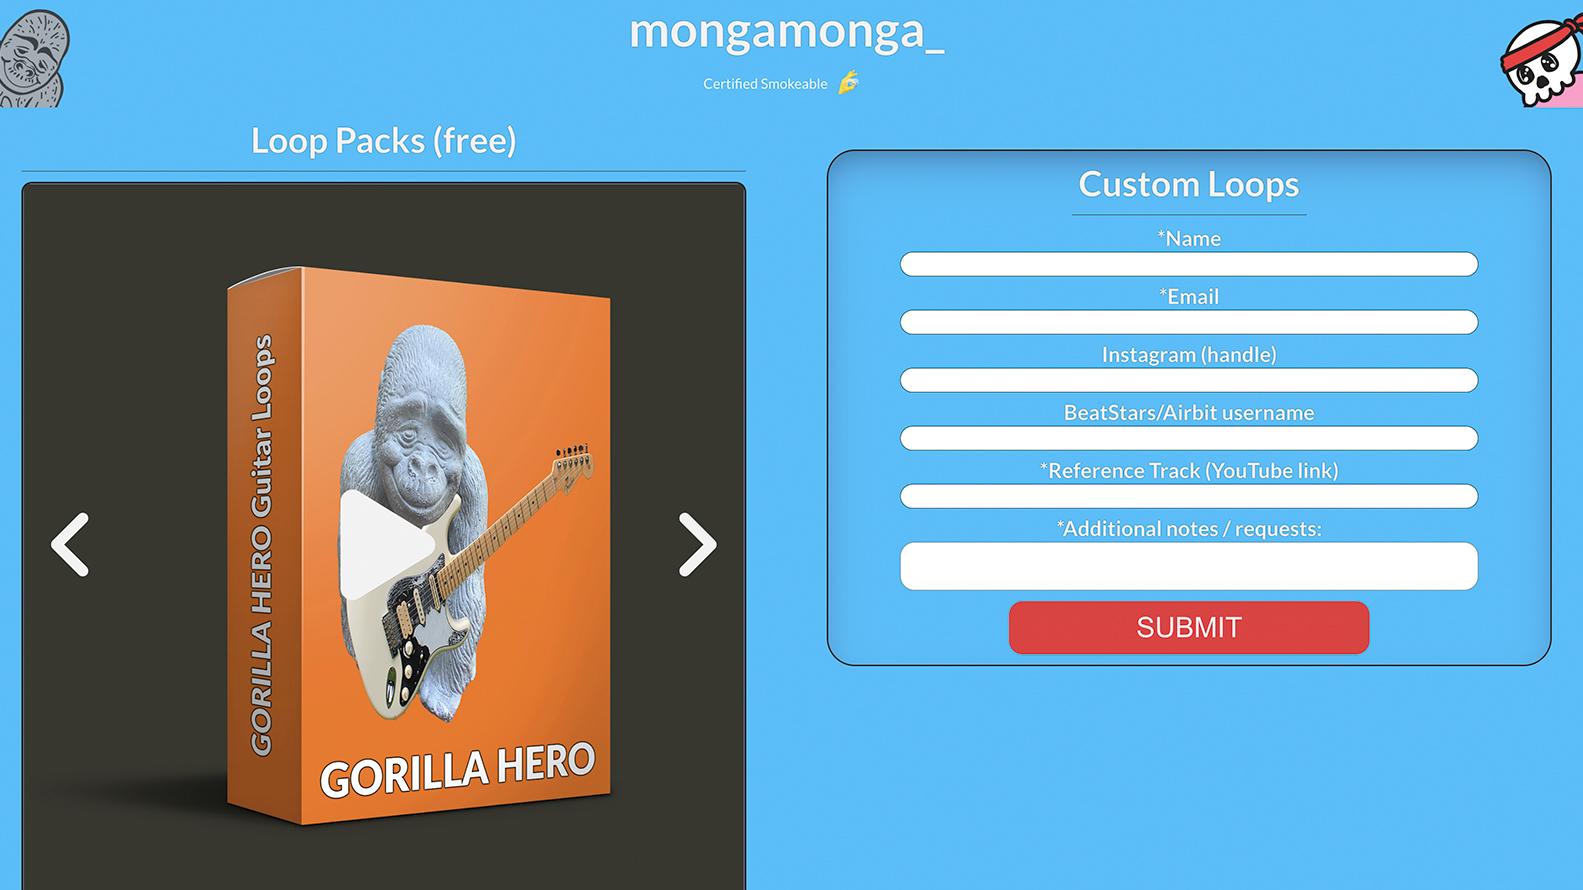 mongamonga_
Certified Smokeable
Loop Packs (free)
GORILLA HERO Guitar Loops
GORILLA HERO
Custom Loops
*Name
*Email
Instagram (handle)
BeatStars/Airbit username
*Reference Track (YouTube link)
*Additional notes / requests:
SUBMIT